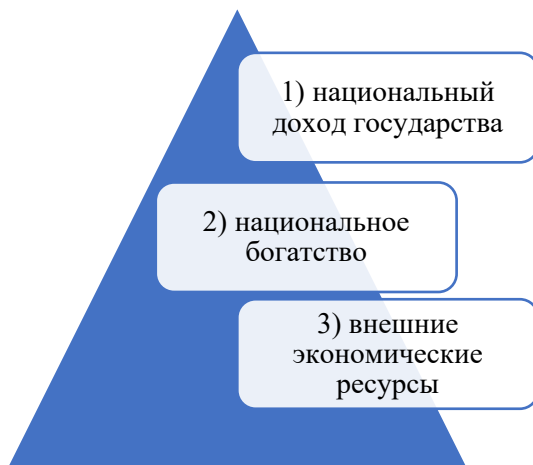 1) национальный
доход государства
2) национальное
богатство
3) внешние
экономические
ресурсы